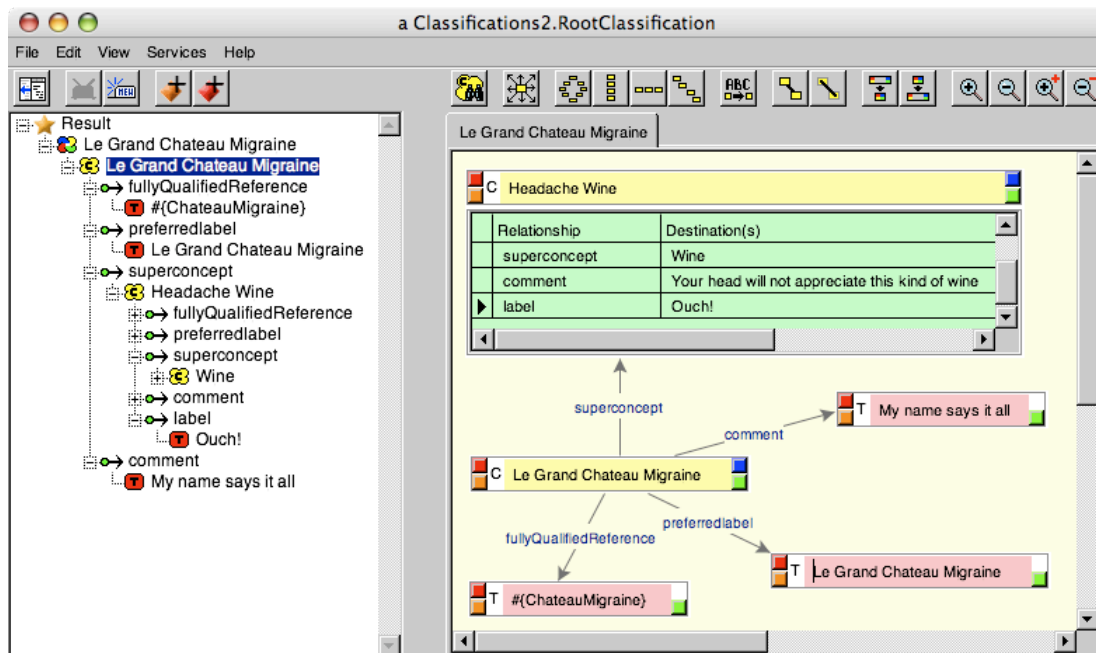 a Classifications2.RootClassification
File Edit View Services Help
NEW
ABC
Result
Le Grand Chateau Migraine
C Le Grand Chateau Migraine
fullyQualifiedReference
T #{ChateauMigraine}
preferredlabel
T Le Grand Chateau Migraine
superconcept
C Headache Wine
fullyQualifiedReference
preferredlabel
superconcept
C Wine
comment
label
T Ouch!
comment
T My name says it all
Le Grand Chateau Migraine
C Headache Wine
Relationship Destination(s)
superconcept Wine
comment Your head will not appreciate this kind of wine
label Ouch!
superconcept
T My name says it all
comment
C Le Grand Chateau Migraine
preferredlabel
fullyQualifiedReference
T Le Grand Chateau Migraine
T #{ChateauMigraine}